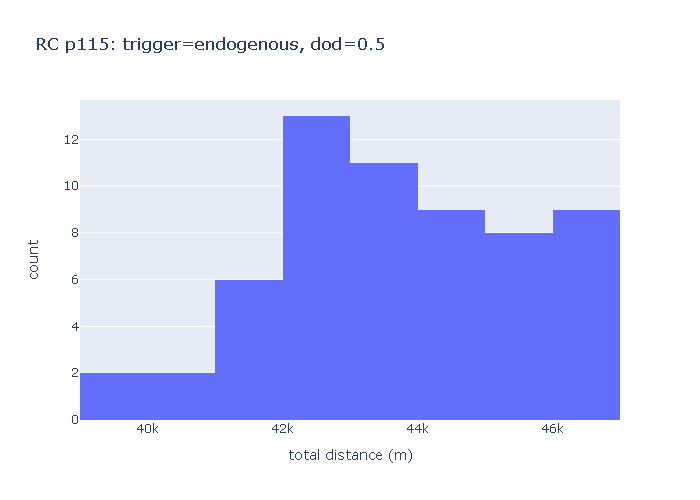 RC p115: trigger=endogenous, dod=0.5
12
10
8
6
4
2
0
40k
42k
44k
46k
count
total distance (m)